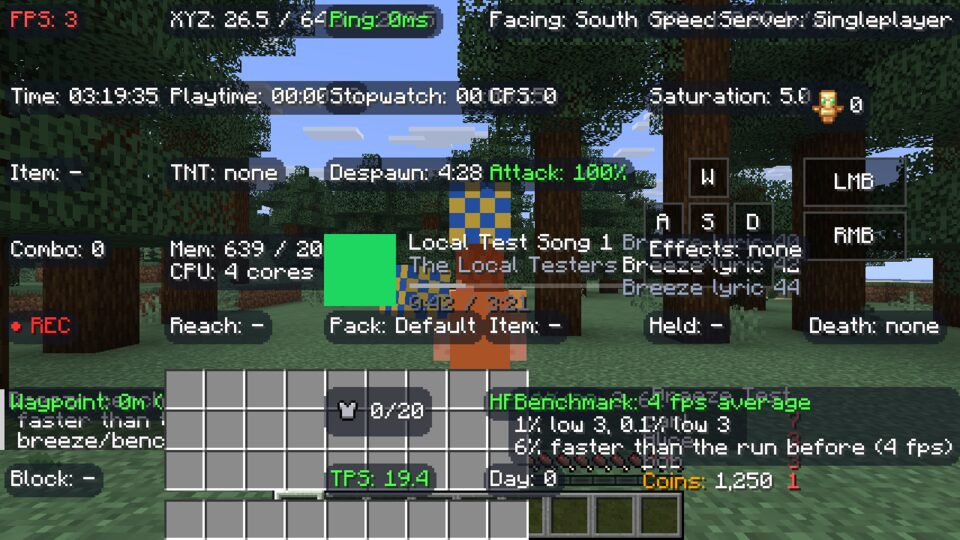 FPS: 3
XYZ: 26.5 / 64
Ping: 0ms
Facing: South
Speed
Server: Singleplayer
Time: 03:19:35
Playtime: 00:00
Stopwatch: 00
CPS: 0
Saturation: 5.0
0
Item: -
TNT: none
Despawn: 4:28
Attack: 100%
W
LMB
A
S
D
RMB
Combo: 0
Mem: 639 / 20
CPU: 4 cores
Local Test Song 1
The Local Testers
0:42 / 3:21
Effects: none
Breeze lyric 42
Breeze lyric 44
REC
Reach: -
Pack: Default
Item: -
Held: -
Death: none
Waypoint: 0m
faster than
breeze/benc
0/20
Breeze Test
Benchmark: 4 fps average
1% low 3, 0.1% low 3
6% faster than the run before (4 fps)
Block: -
TPS: 19.4
Day: 0
Coins: 1,250
1